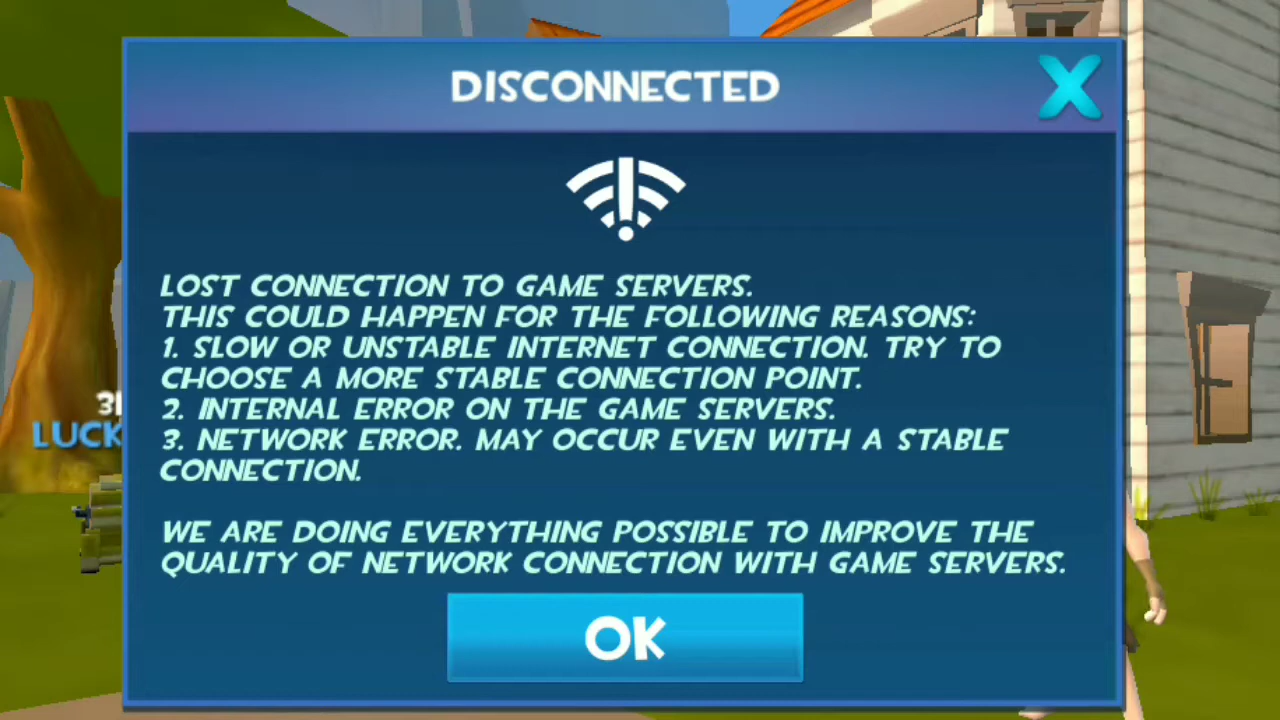 DISCONNECTED
X
LOST CONNECTION TO GAME SERVERS.
THIS COULD HAPPEN FOR THE FOLLOWING REASONS:
1. SLOW OR UNSTABLE INTERNET CONNECTION. TRY TO
CHOOSE A MORE STABLE CONNECTION POINT.
2. INTERNAL ERROR ON THE GAME SERVERS.
3. NETWORK ERROR. MAY OCCUR EVEN WITH A STABLE
CONNECTION.
LUCK
WE ARE DOING EVERYTHING POSSIBLE TO IMPROVE THE
QUALITY OF NETWORK CONNECTION WITH GAME SERVERS.
OK